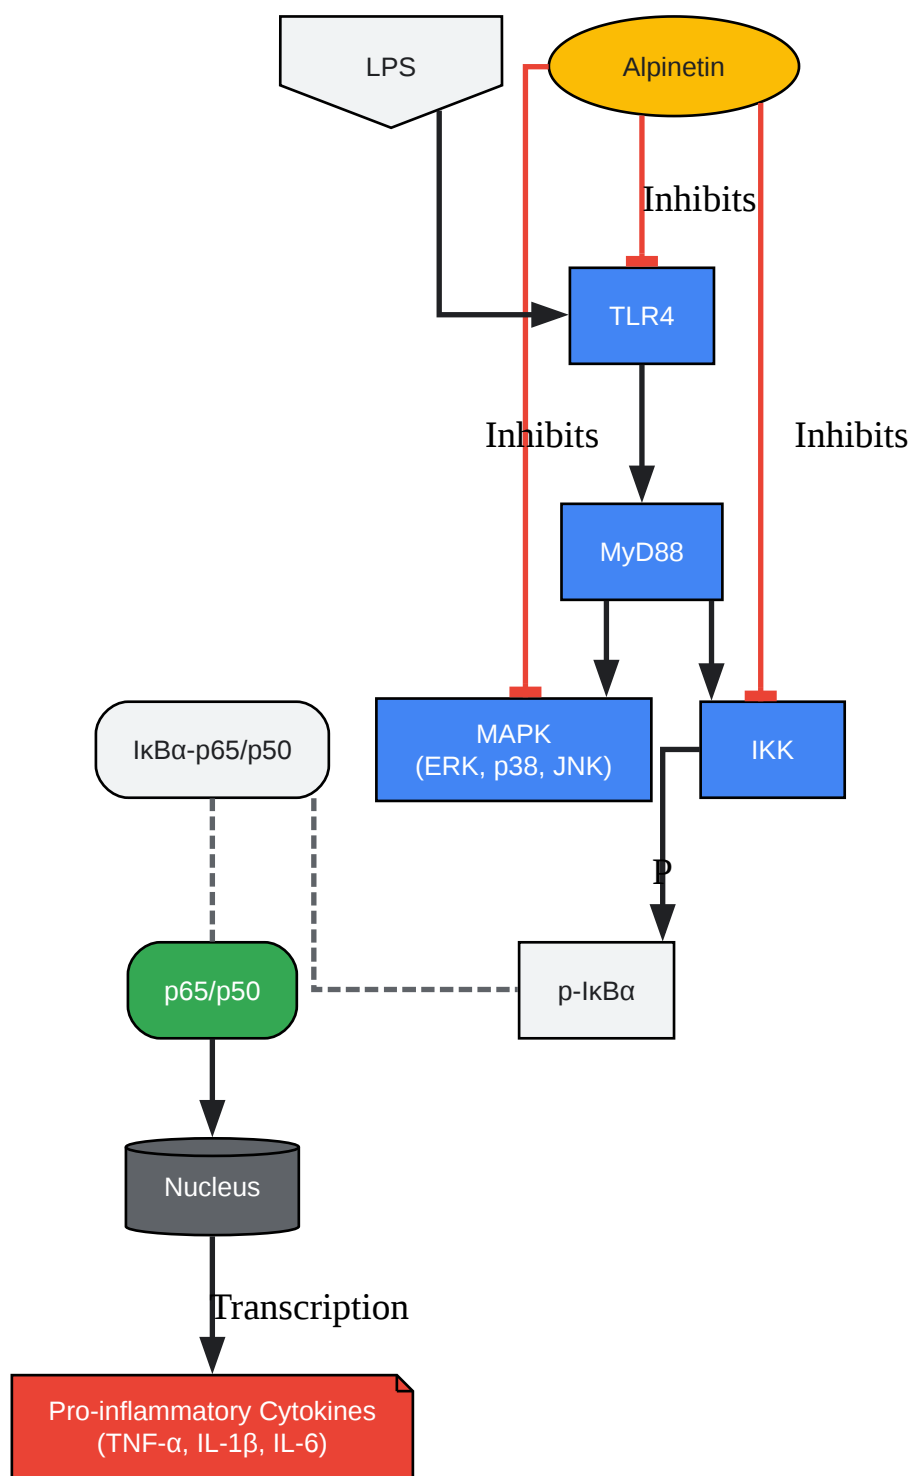 LPS
Alpinetin
Inhibits
TLR4
Inhibits
Inhibits
MyD88
IκBα-p65/p50
MAPK
(ERK, p38, JNK)
IKK
P
p65/p50
p-IκBα
Nucleus
Transcription
Pro-inflammatory Cytokines
(TNF-α, IL-1β, IL-6)